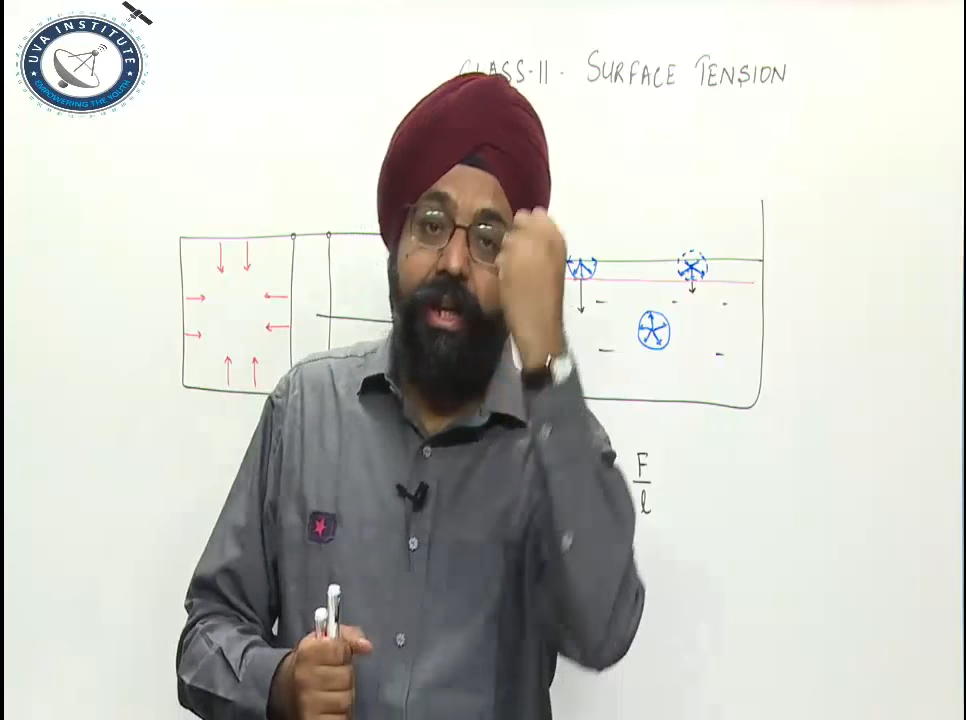 UVA INSTITUTE
EMPOWERING THE YOUTH
CLASS-11. SURFACE TENSION
F
l